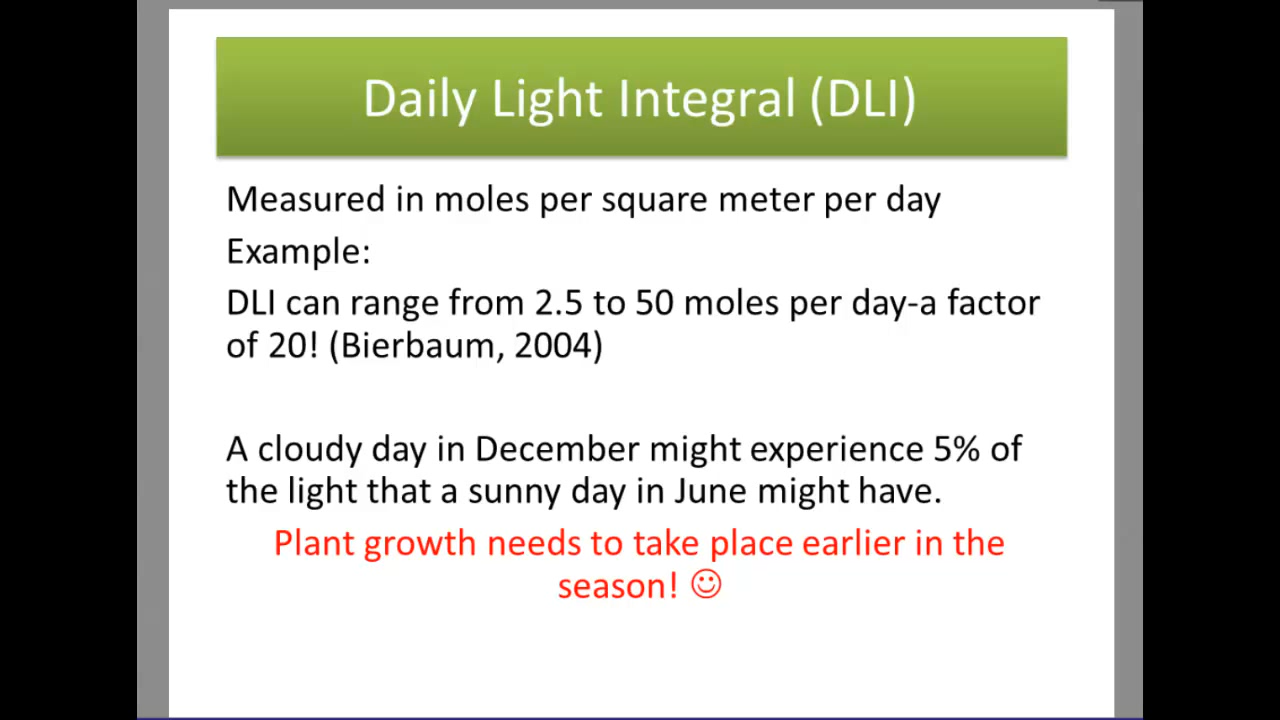 Daily Light Integral (DLI)
Measured in moles per square meter per day
Example:
DLI can range from 2.5 to 50 moles per day-a factor
of 20! (Bierbaum, 2004)
A cloudy day in December might experience 5% of
the light that a sunny day in June might have.
Plant growth needs to take place earlier in the
season! ☺